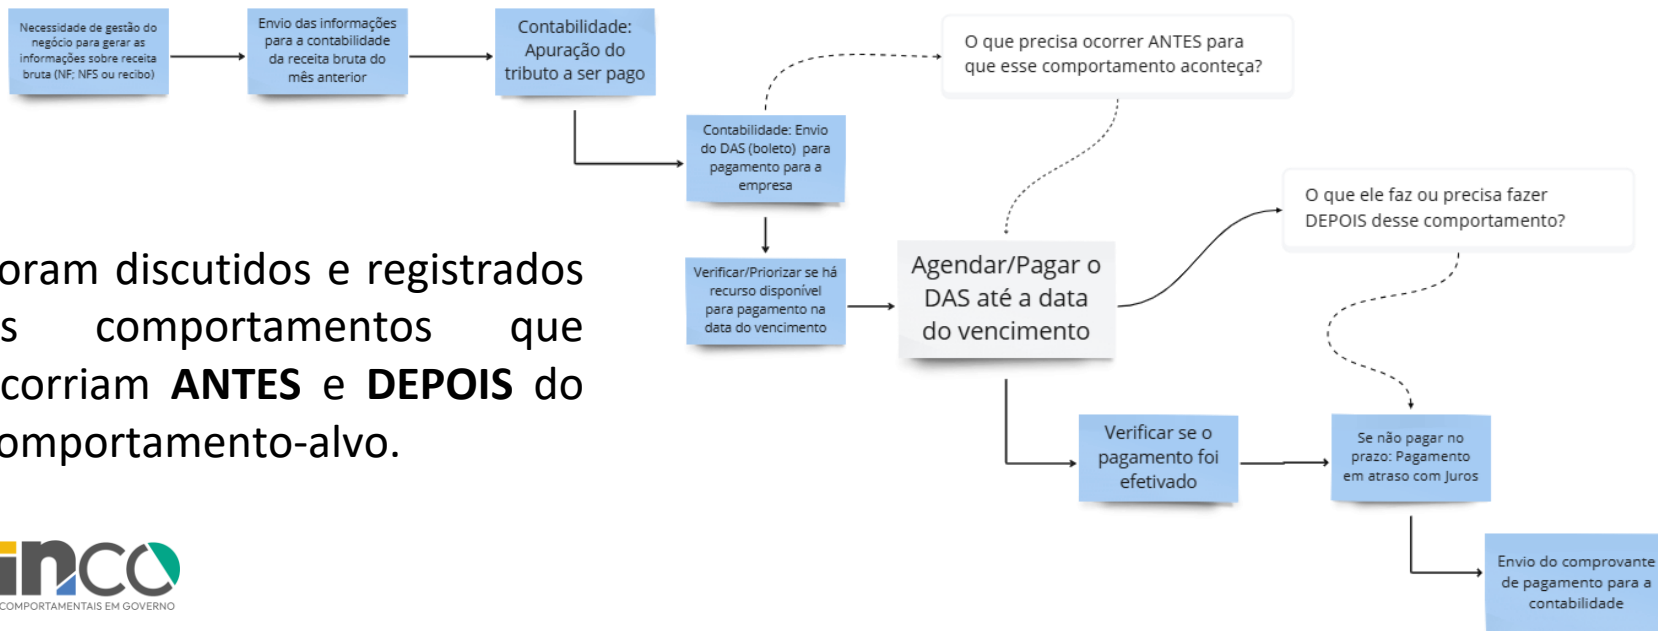 Necessidade de gestão do
negócio para gerar as
informações sobre receita
bruta (NF; NFS ou recibo)
Envio das informações
para a contabilidade
da receita bruta do
mês anterior
Contabilidade:
Apuração do
tributo a ser pago
O que precisa ocorrer ANTES para
que esse comportamento aconteça?
Contabilidade: Envio
do DAS (boleto) para
pagamento para a
empresa
O que ele faz ou precisa fazer
DEPOIS desse comportamento?
Verificar/Priorizar se há
recurso disponível
para pagamento na
data do vencimento
Agendar/Pagar o
DAS até a data
do vencimento
oram discutidos e registrados
s comportamentos que
corriam ANTES e DEPOIS do
omportamento-alvo.
Verificar se o
pagamento foi
efetivado
Se não pagar no
prazo: Pagamento
em atraso com Juros
Envio do comprovante
de pagamento para a
contabilidade
inco
COMPORTAMENTAIS EM GOVERNO